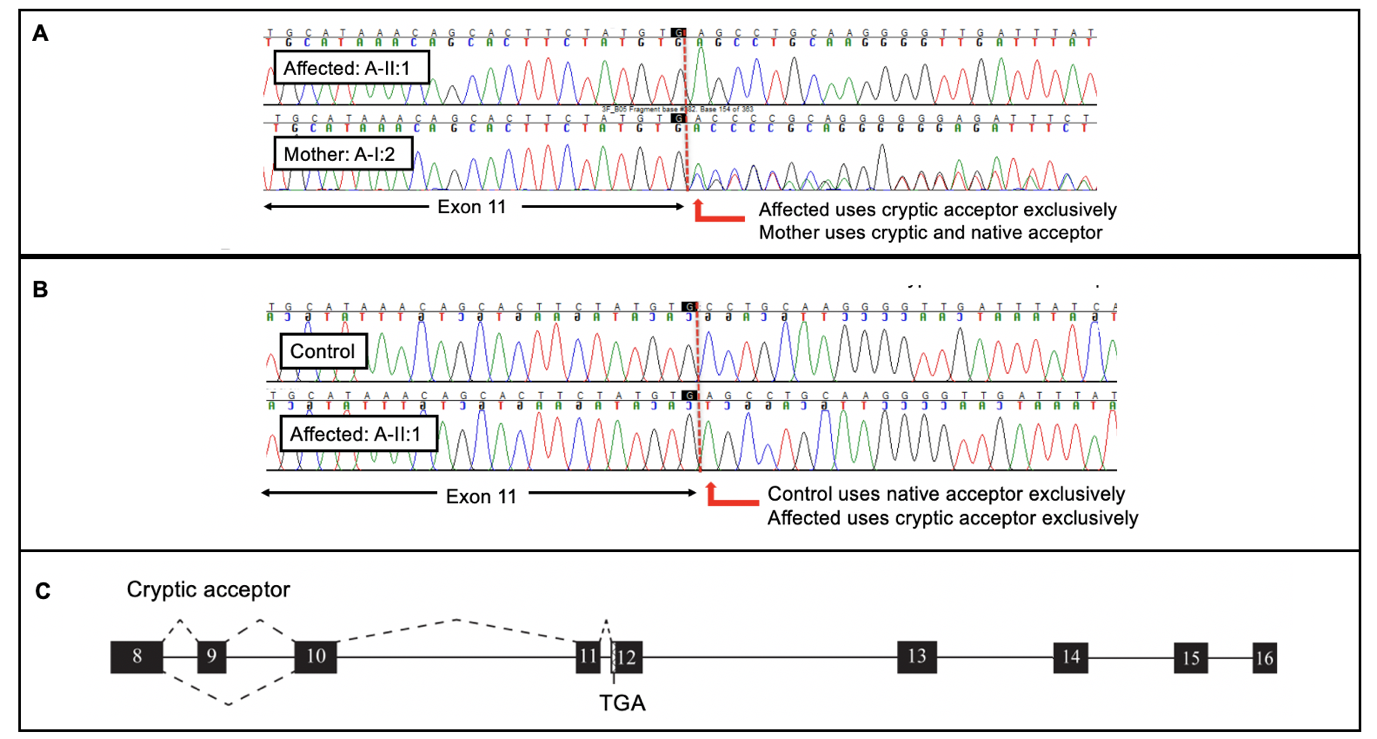 A
T G C A T A A A C A G C A C T T C T A T G T G A G C C T G C A A G G G G T T G A T T T A T
T G C A T A A A C A G C A C T T C T A T G T G A G C C T G C A A G G G G T T G A T T T A T
Affected: A-II:1
T G C A T A A A C A G C A C T T C T A T G T G A C C C C G C A G G G G G G A G A T T T C T
T G C A T A A A C A G C A C T T C T A T G T G A C C C C G C A G G G G G G A G A T T T C T
Mother: A-I:2
Exon 11
Affected uses cryptic acceptor exclusively
Mother uses cryptic and native acceptor
B
T G C A T A A A C A G C A C T T C T A T G T G C C T G C A A G G G G T T G A T T T A T C A
Control
T G C A T A A A C A G C A C T T C T A T G T G A G C C T G C A A G G G G T T G A T T T A T
Affected: A-II:1
Exon 11
Control uses native acceptor exclusively
Affected uses cryptic acceptor exclusively
C
Cryptic acceptor
8 9 10 11 12 13 14 15 16
TGA